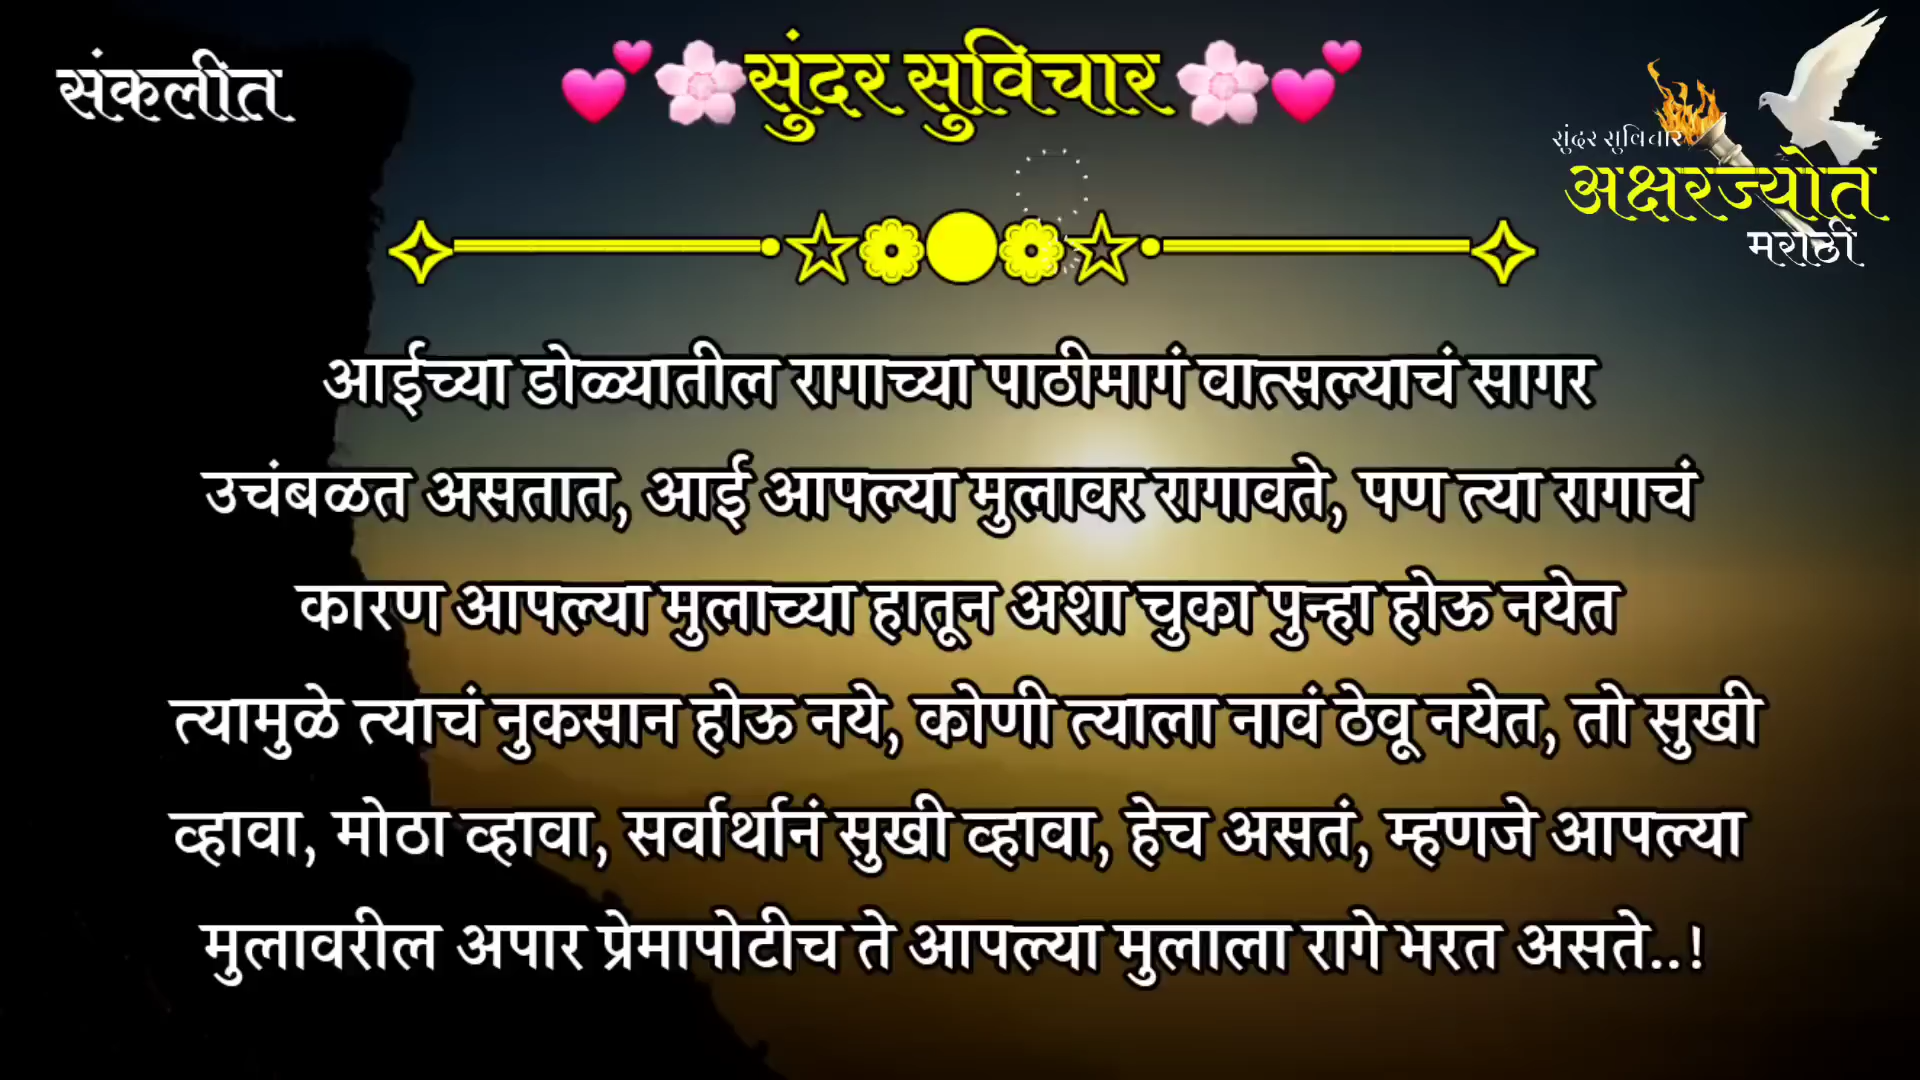 संकलीत
💕🌸सुंदर सुविचार🌸💕
सुंदर सुविचार
अक्षरज्योत
मराठी
आईच्या डोळ्यातील रागाच्या पाठीमागं वात्सल्याचं सागर
उचंबळत असतात, आई आपल्या मुलावर रागावते, पण त्या रागाचं
कारण आपल्या मुलाच्या हातून अशा चुका पुन्हा होऊ नयेत
त्यामुळे त्याचं नुकसान होऊ नये, कोणी त्याला नावं ठेवू नयेत, तो सुखी
व्हावा, मोठा व्हावा, सर्वार्थानं सुखी व्हावा, हेच असतं, म्हणजे आपल्या
मुलावरील अपार प्रेमापोटीच ते आपल्या मुलाला रागे भरत असते..!